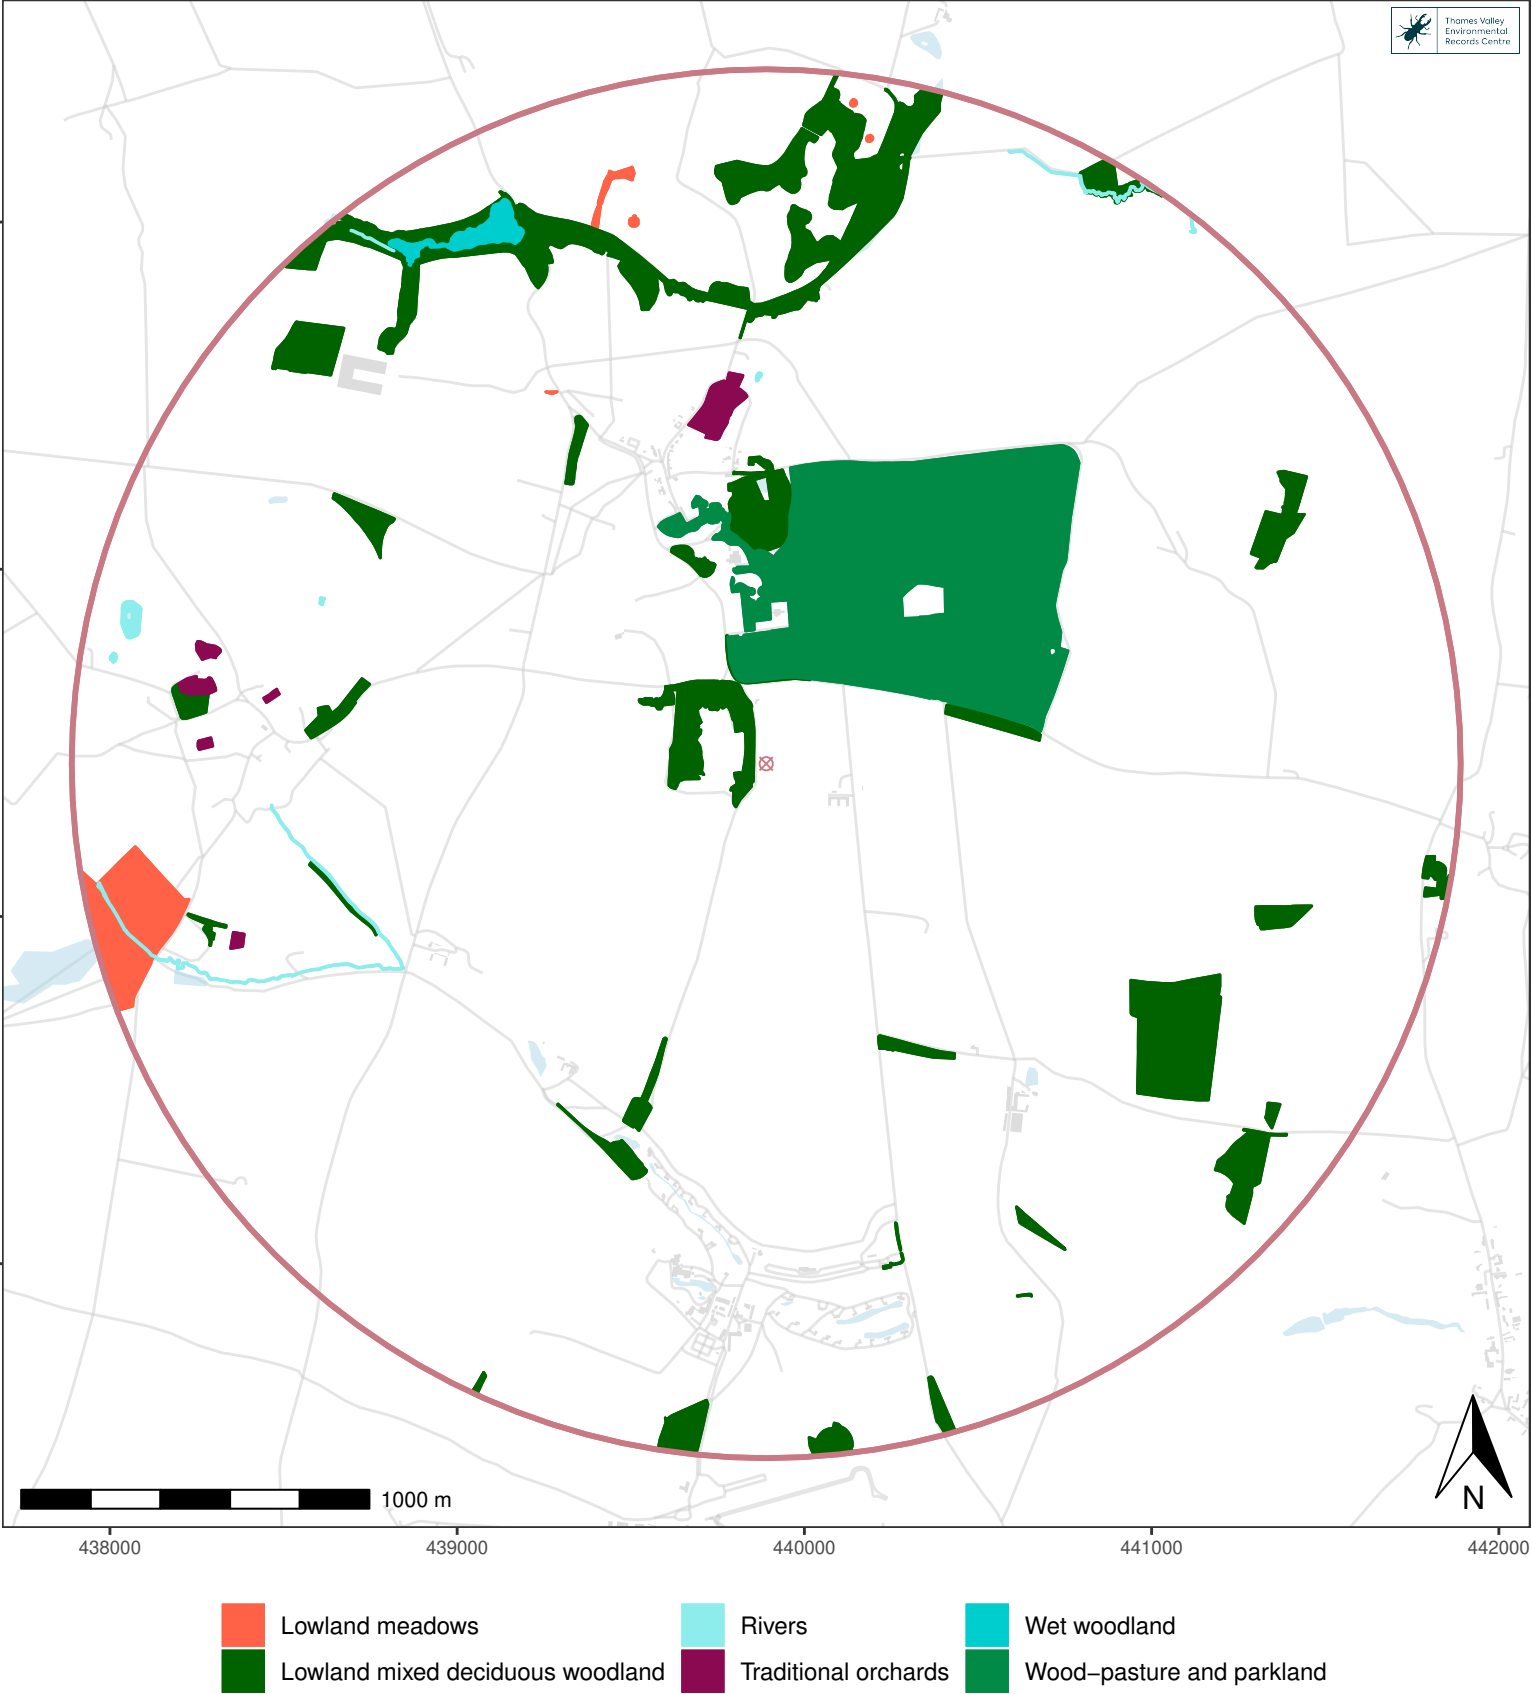 Thames Valley
Environmental
Records Centre
1000 m
N
438000
439000
440000
441000
442000
Lowland meadows
Rivers
Wet woodland
Lowland mixed deciduous woodland
Traditional orchards
Wood−pasture and parkland